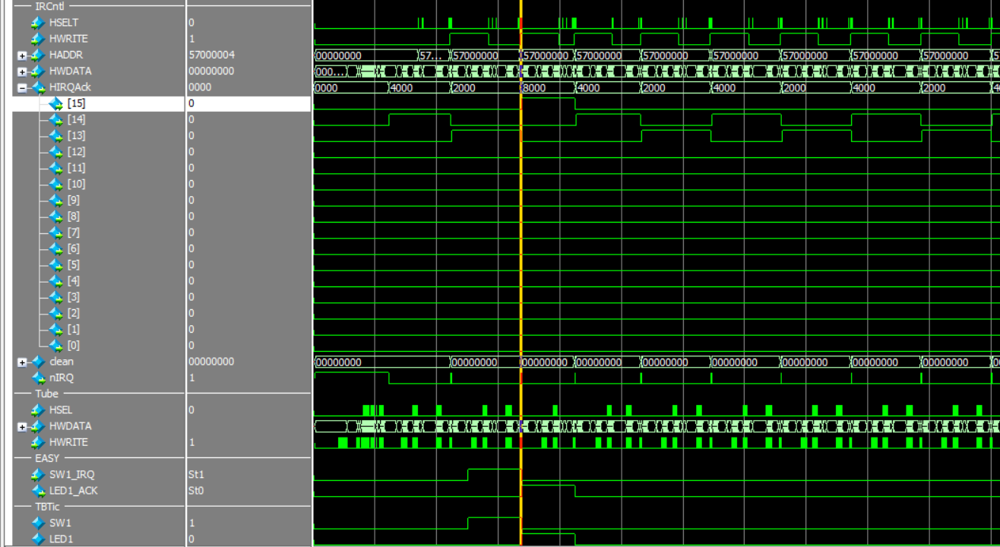 IRCntl
HSELT 0
HWRITE 1
HADDR 57000004 00000000 57... 57000000 57000000 57000000 57000000 57000000 57000000 57000000 57000000 5
HWDATA 00000000 000...
HIRQAck 0000 0000 4000 2000 8000 4000 2000 4000 2000 4000 2000 4
[15] 0
[14] 0
[13] 0
[12] 0
[11] 0
[10] 0
[9] 0
[8] 0
[7] 0
[6] 0
[5] 0
[4] 0
[3] 0
[2] 0
[1] 0
[0] 0
clean 00000000 00000000 00000000 00000000 00000000 00000000 00000000 00000000 00000000 00000000 0
nIRQ 1
Tube
HSEL 0
HWDATA
HWRITE 1
EASY
SW1_IRQ St1
LED1_ACK St0
TBTic
SW1 1
LED1 0